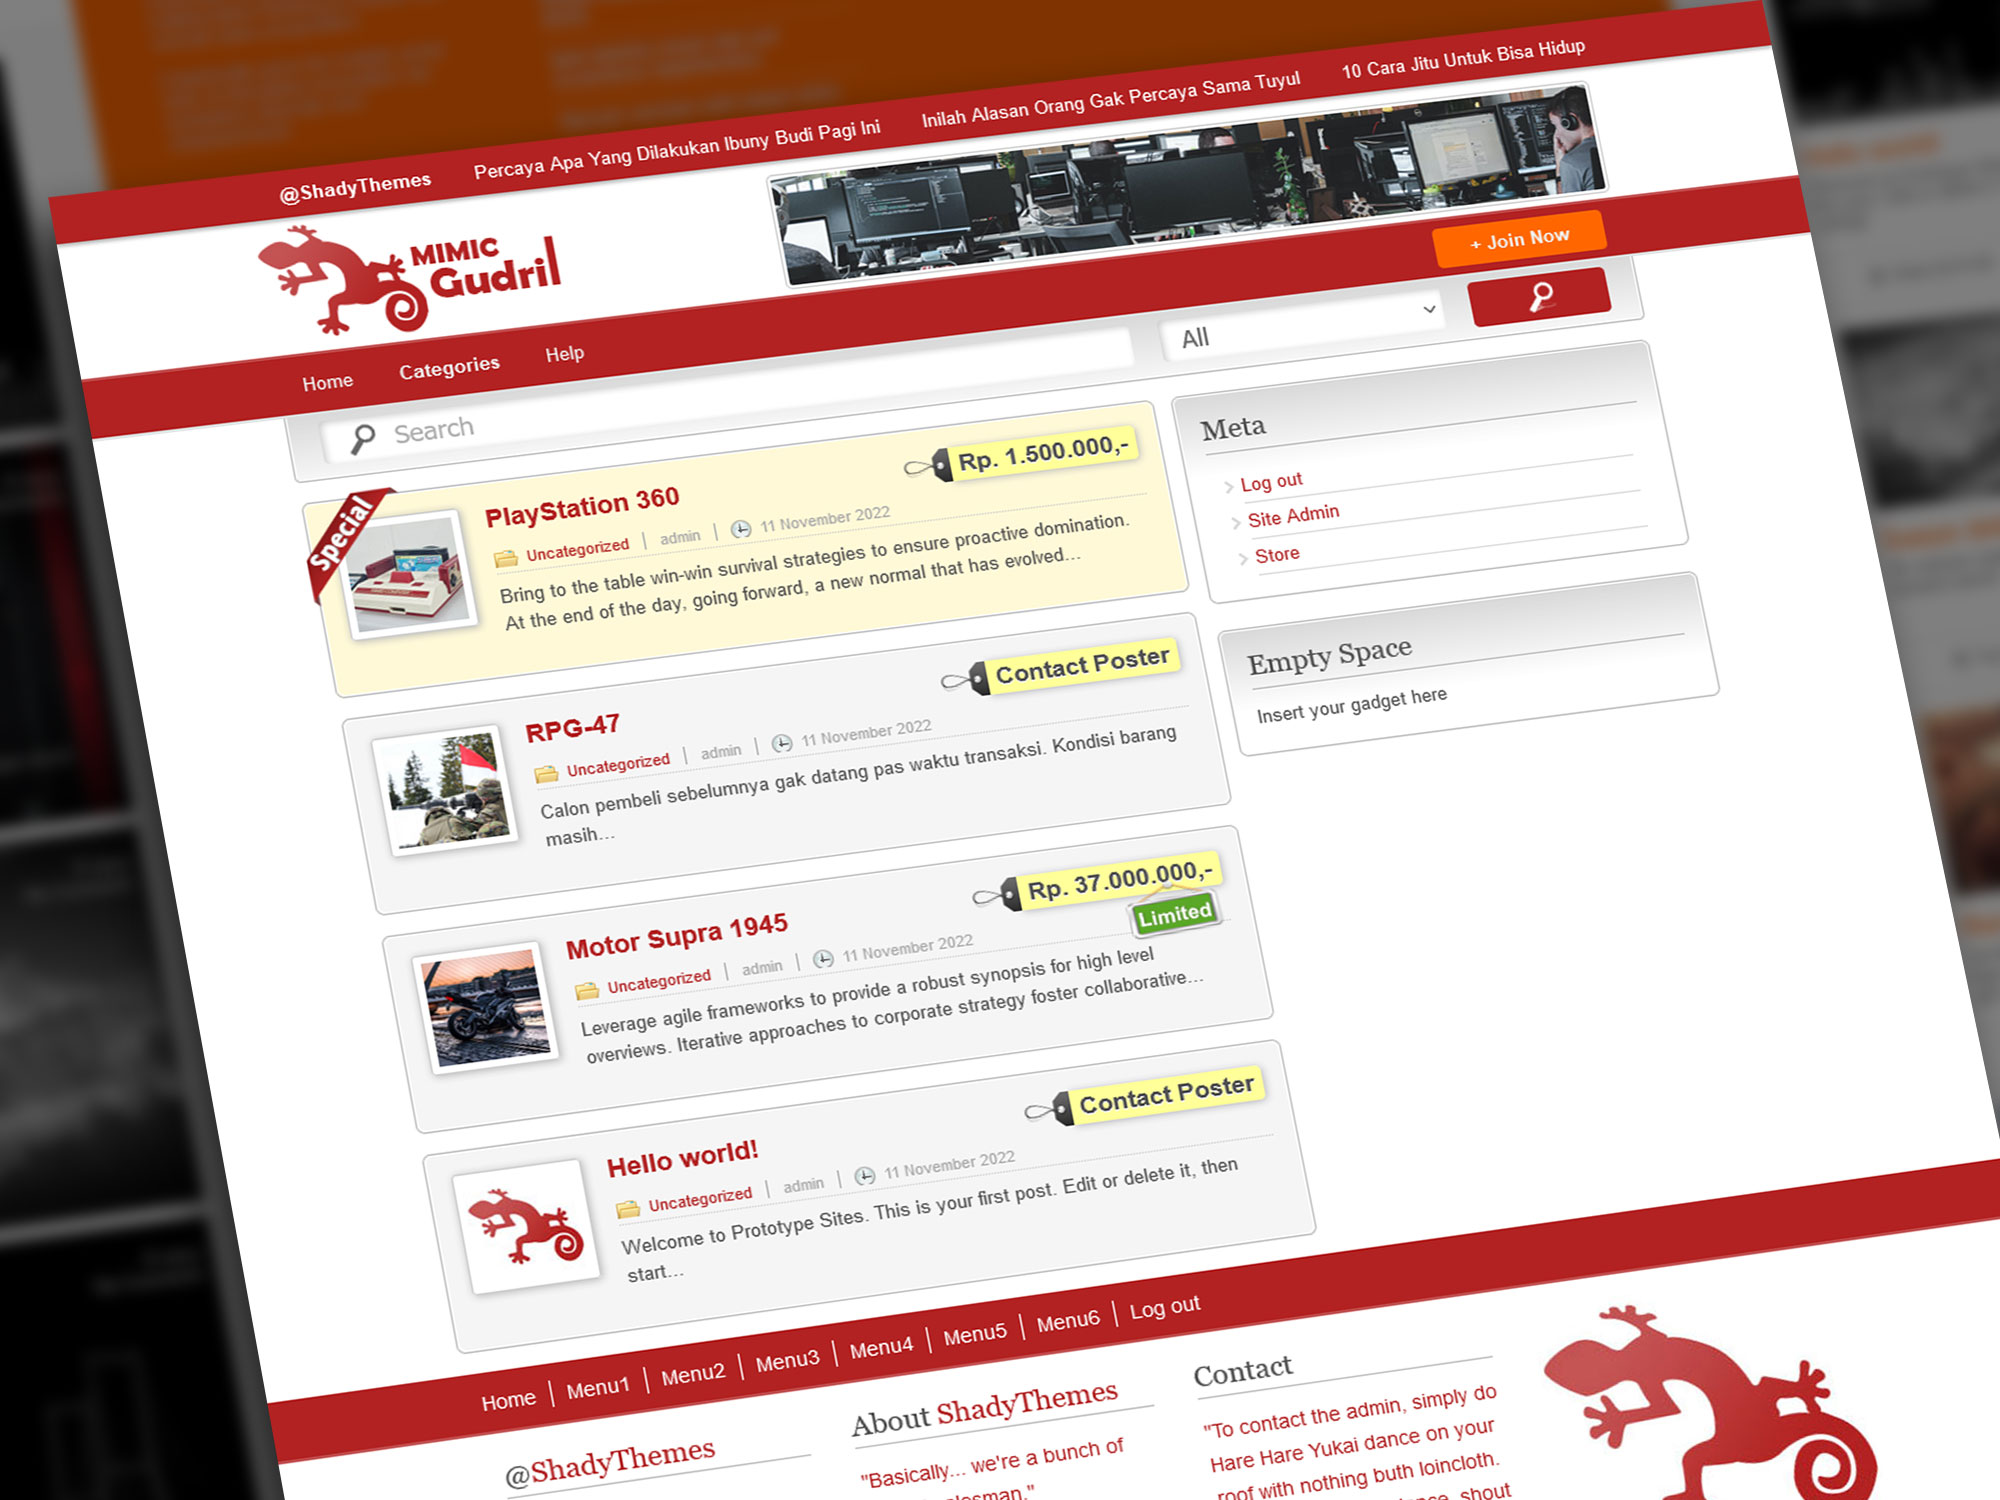 @ShadyThemes
Percaya Apa Yang Dilakukan Ibuny Budi Pagi Ini
Inilah Alasan Orang Gak Percaya Sama Tuyul
10 Cara Jitu Untuk Bisa Hidup
MIMIC
Gudril
+ Join Now
Home
Categories
Help
Search
All
Special
PlayStation 360
Rp. 1.500.000,-
Uncategorized | admin | 11 November 2022
Bring to the table win-win survival strategies to ensure proactive domination.
At the end of the day, going forward, a new normal that has evolved...
RPG-47
Contact Poster
Uncategorized | admin | 11 November 2022
Calon pembeli sebelumnya gak datang pas waktu transaksi. Kondisi barang
masih...
Motor Supra 1945
Rp. 37.000.000,-
Limited
Uncategorized | admin | 11 November 2022
Leverage agile frameworks to provide a robust synopsis for high level
overviews. Iterative approaches to corporate strategy foster collaborative...
Hello world!
Contact Poster
Uncategorized | admin | 11 November 2022
Welcome to Prototype Sites. This is your first post. Edit or delete it, then
start...
Meta
Log out
Site Admin
Store
Empty Space
Insert your gadget here
Home | Menu1 | Menu2 | Menu3 | Menu4 | Menu5 | Menu6 | Log out
@ShadyThemes
About ShadyThemes
"Basically... we're a bunch of
Contact
"To contact the admin, simply do
Hare Hare Yukai dance on your
roof with nothing buth loincloth.
shout